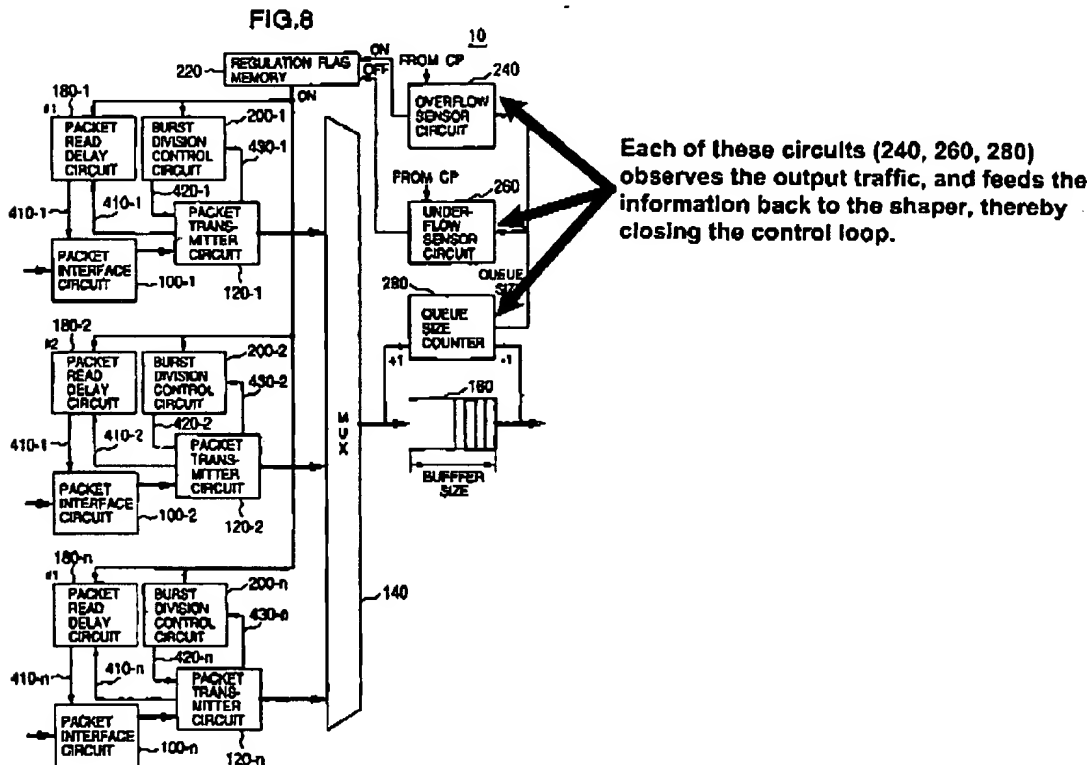 FIG.8
10
220
REGULATION FLAG
MEMORY
ON
OFF
FROM CP
240
OVERFLOW
SENSOR
CIRCUIT
ON
180-1
#1
PACKET
READ
DELAY
CIRCUIT
BURST
DIVISION
CONTROL
CIRCUIT
200-1
430-1
420-1
410-1
410-1
PACKET
TRANS-
MITTER
CIRCUIT
PACKET
INTERFACE
CIRCUIT
100-1
120-1
FROM CP
260
UNDER-
FLOW
SENSOR
CIRCUIT
QUEUE
SIZE
280
QUEUE
SIZE
COUNTER
+1
-1
160
BUFFFER
SIZE
Each of these circuits (240, 260, 280)
observes the output traffic, and feeds the
information back to the shaper, thereby
closing the control loop.
180-2
#2
PACKET
READ
DELAY
CIRCUIT
BURST
DIVISION
CONTROL
CIRCUIT
200-2
430-2
420-2
410-1
410-2
PACKET
TRANS-
MITTER
CIRCUIT
PACKET
INTERFACE
CIRCUIT
100-2
120-2
MUX
140
180-n
#1
PACKET
READ
DELAY
CIRCUIT
BURST
DIVISION
CONTROL
CIRCUIT
200-n
430-n
420-n
410-n
410-n
PACKET
TRANS-
MITTER
CIRCUIT
PACKET
INTERFACE
CIRCUIT
100-n
120-n